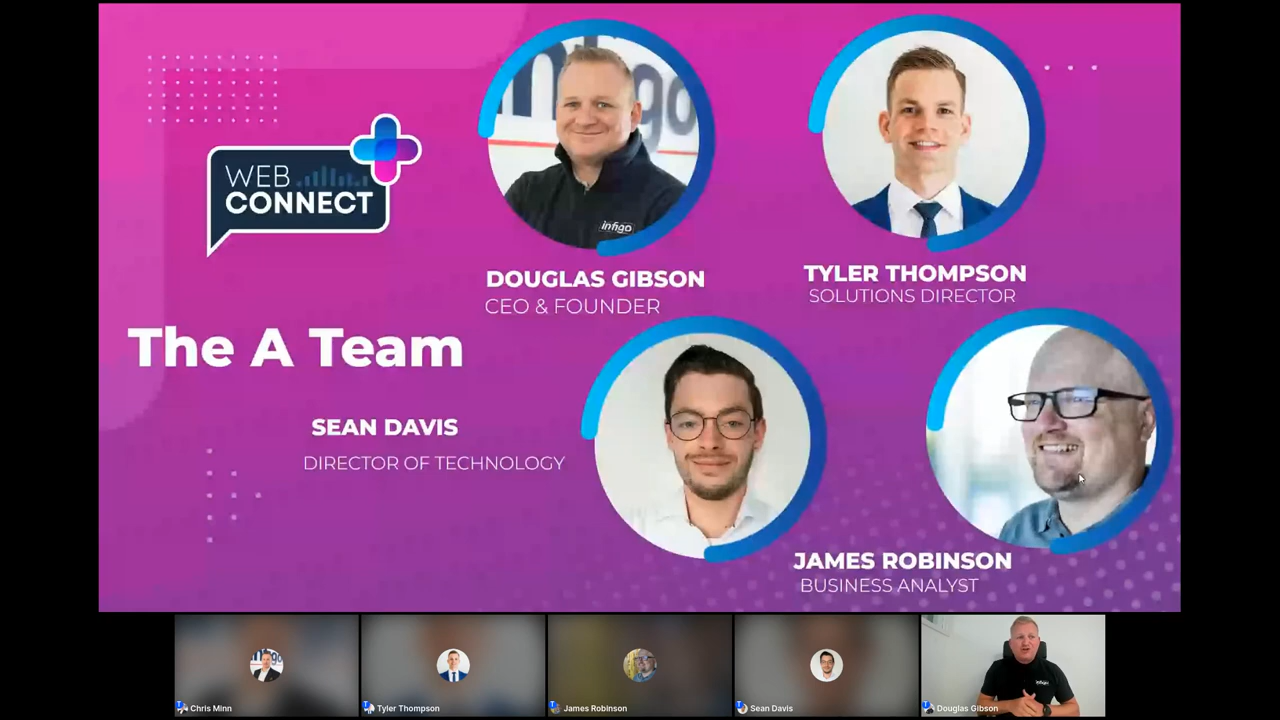 WEB
CONNECT
The A Team
DOUGLAS GIBSON
CEO & FOUNDER
TYLER THOMPSON
SOLUTIONS DIRECTOR
SEAN DAVIS
DIRECTOR OF TECHNOLOGY
JAMES ROBINSON
BUSINESS ANALYST
infigo
Chris Minn
Tyler Thompson
James Robinson
Sean Davis
Douglas Gibson